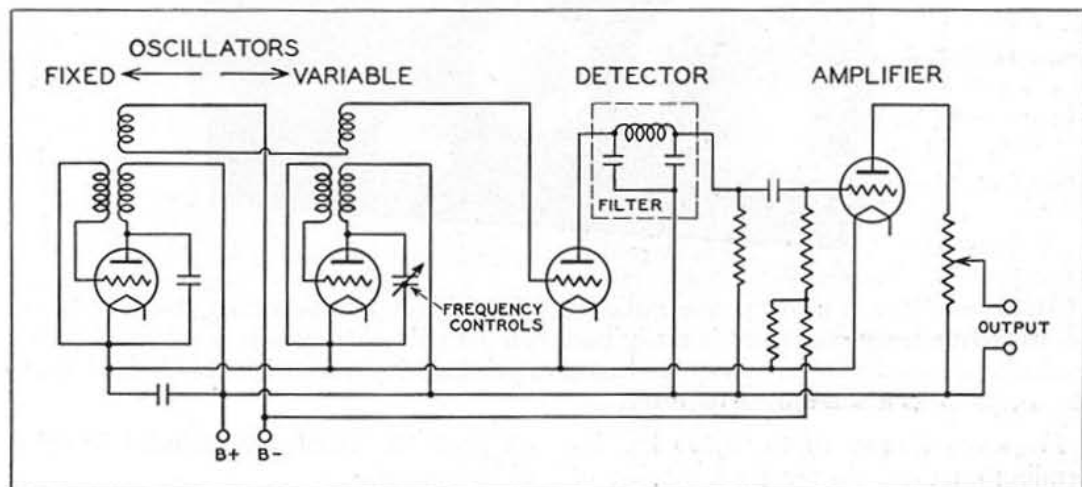 OSCILLATORS
FIXED VARIABLE DETECTOR AMPLIFIER
FILTER
FREQUENCY
CONTROLS
OUTPUT
B+ B-